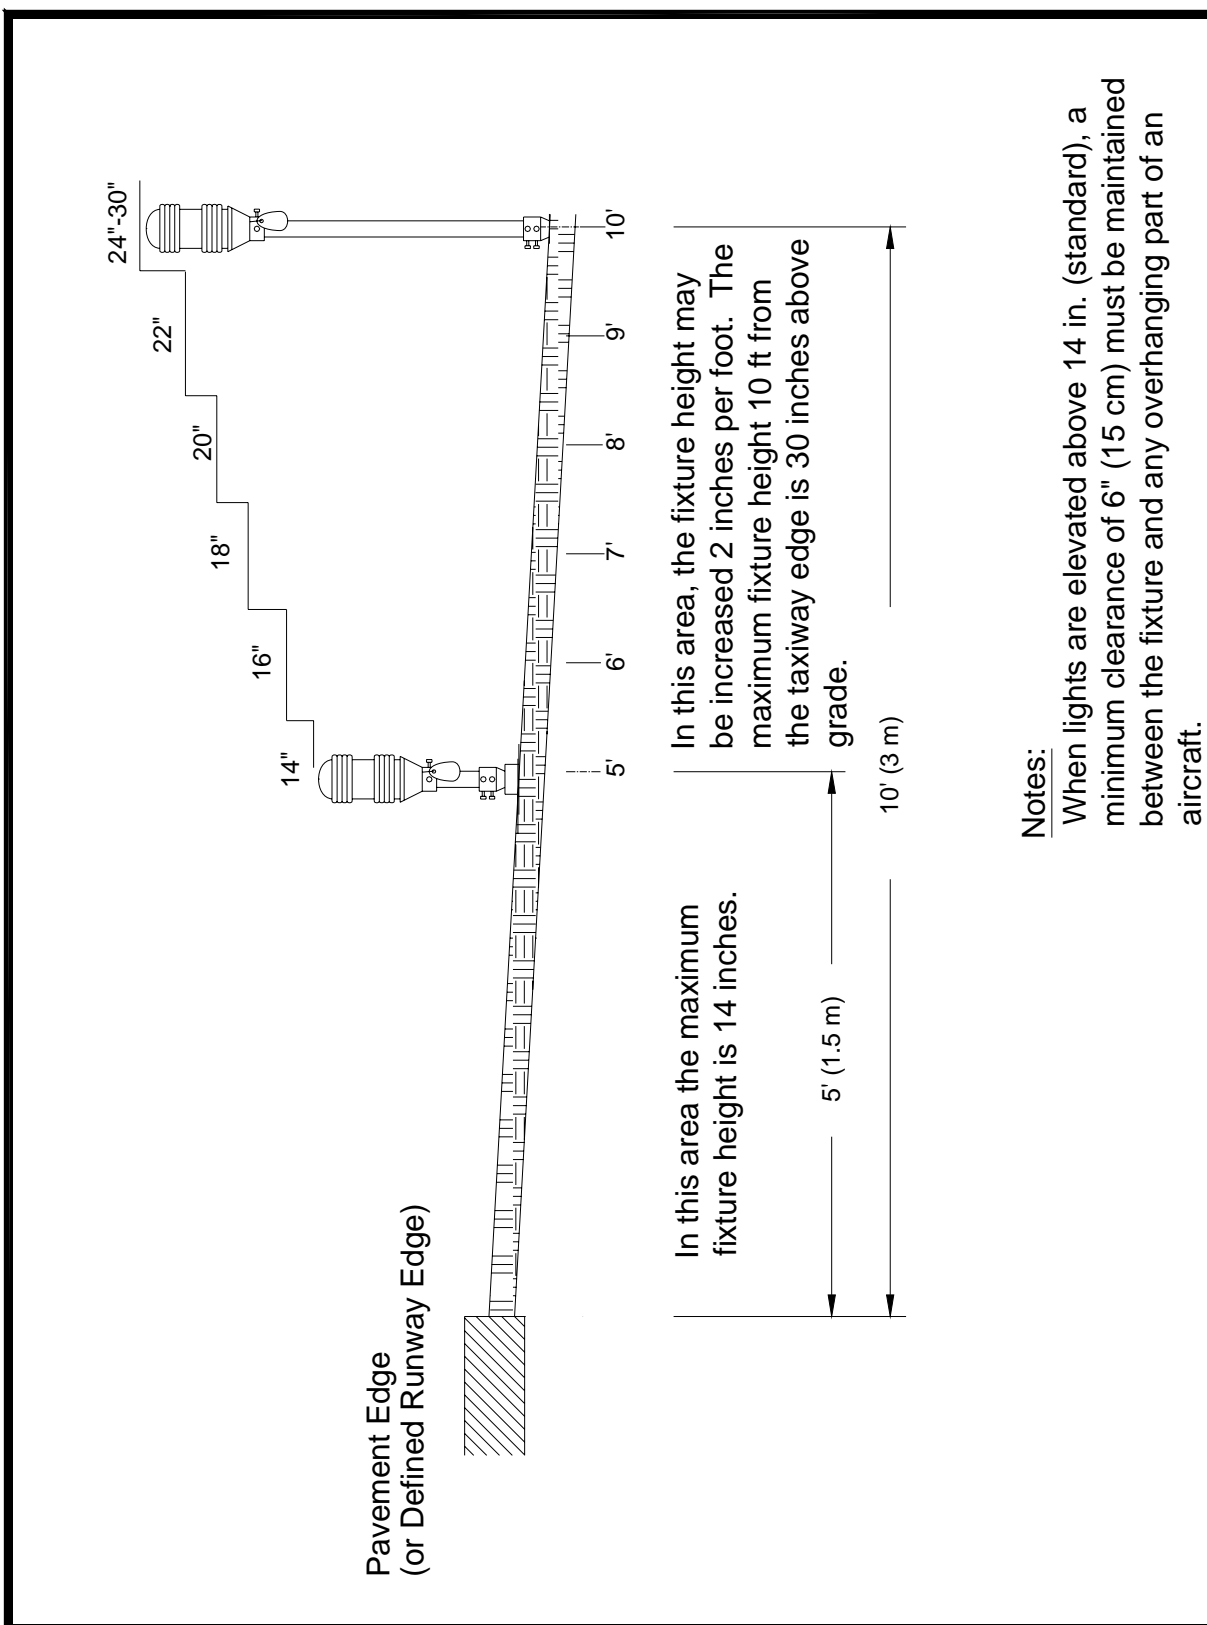 24"-30"
22"
20"
18"
16"
14"
Pavement Edge
(or Defined Runway Edge)
5'
6'
7'
8'
9'
10'
In this area the maximum
fixture height is 14 inches.
In this area, the fixture height may
be increased 2 inches per foot. The
maximum fixture height 10 ft from
the taxiway edge is 30 inches above
grade.
5' (1.5 m)
10' (3 m)
Notes:
When lights are elevated above 14 in. (standard), a
minimum clearance of 6" (15 cm) must be maintained
between the fixture and any overhanging part of an
aircraft.